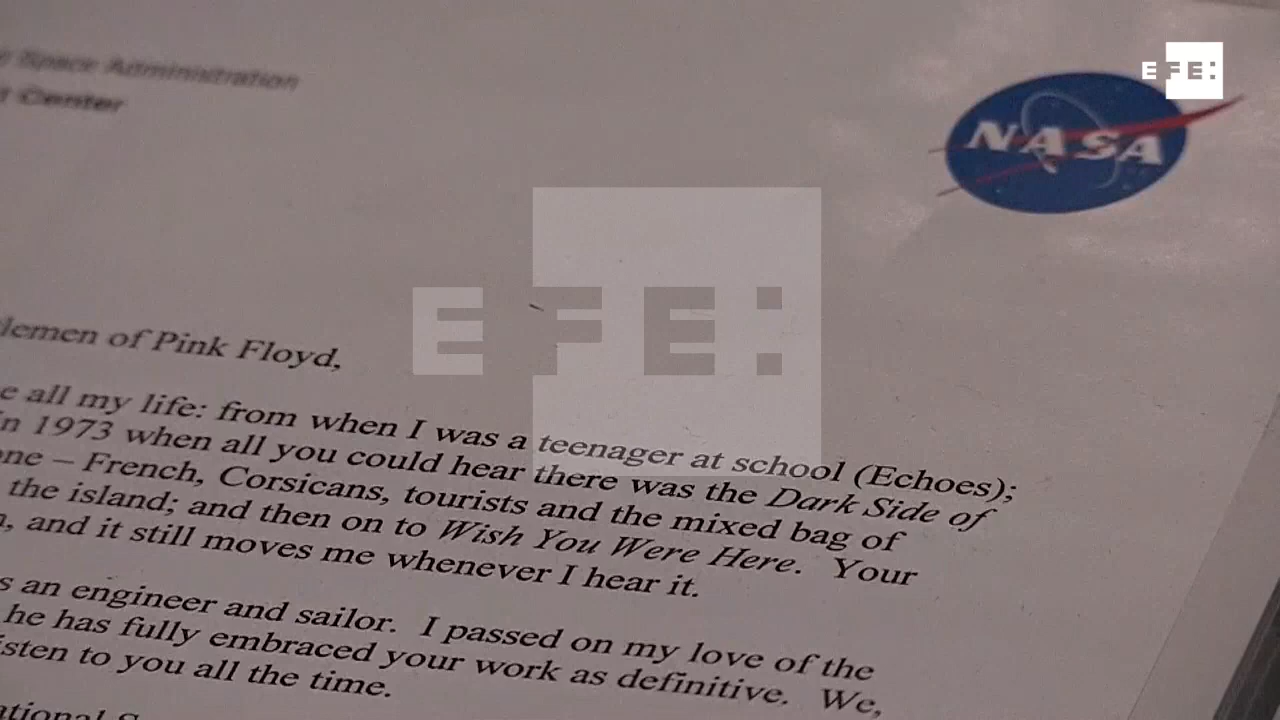 Space Administration
Center
NASA
EFE:
EFE:
lemen of Pink Floyd,
e all my life: from when I was a teenager at school (Echoes);
in 1973 when all you could hear there was the Dark Side of
one – French, Corsicans, tourists and the mixed bag of
the island; and then on to Wish You Were Here. Your
, and it still moves me whenever I hear it.
s an engineer and sailor. I passed on my love of the
he has fully embraced your work as definitive. We,
isten to you all the time.
ational S